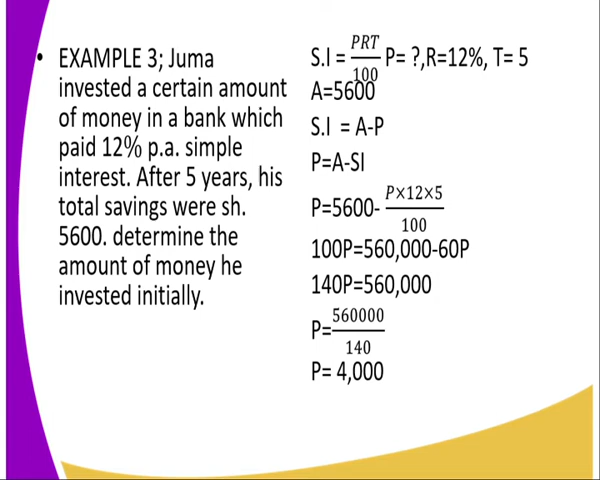 • EXAMPLE 3; Juma
invested a certain amount
of money in a bank which
paid 12% p.a. simple
interest. After 5 years, his
total savings were sh.
5600. determine the
amount of money he
invested initially.
S.I = PRT/100 P= ?,R=12%, T= 5
A=5600
S.I = A-P
P=A-SI
P=5600- P×12×5/100
100P=560,000-60P
140P=560,000
P=560000/140
P= 4,000